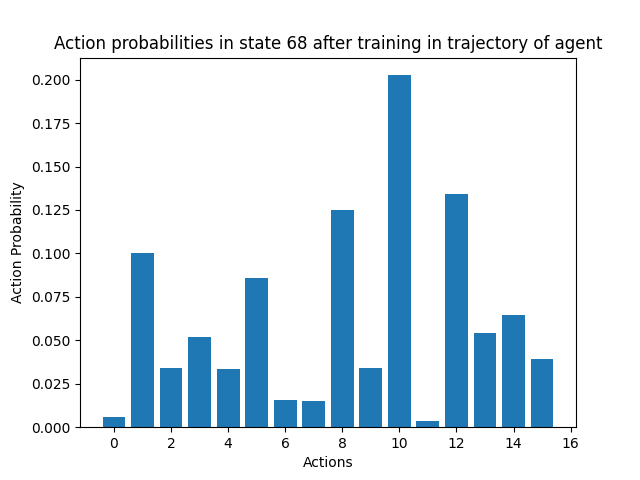 Action probabilities in state 68 after training in trajectory of agent
0.200
0.175
0.150
0.125
0.100
0.075
0.050
0.025
0.000
Action Probability
0 2 4 6 8 10 12 14 16
Actions